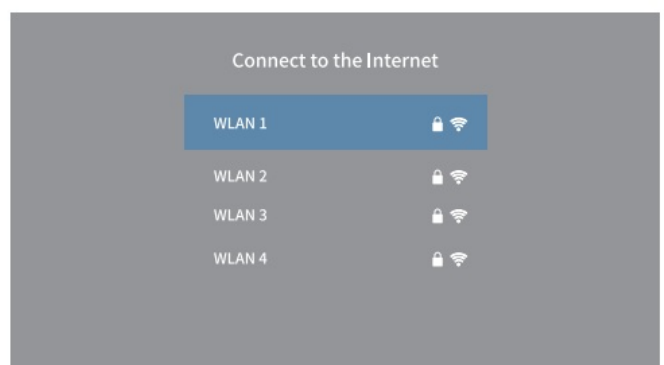 Connect to the Internet
WLAN 1
WLAN 2
WLAN 3
WLAN 4